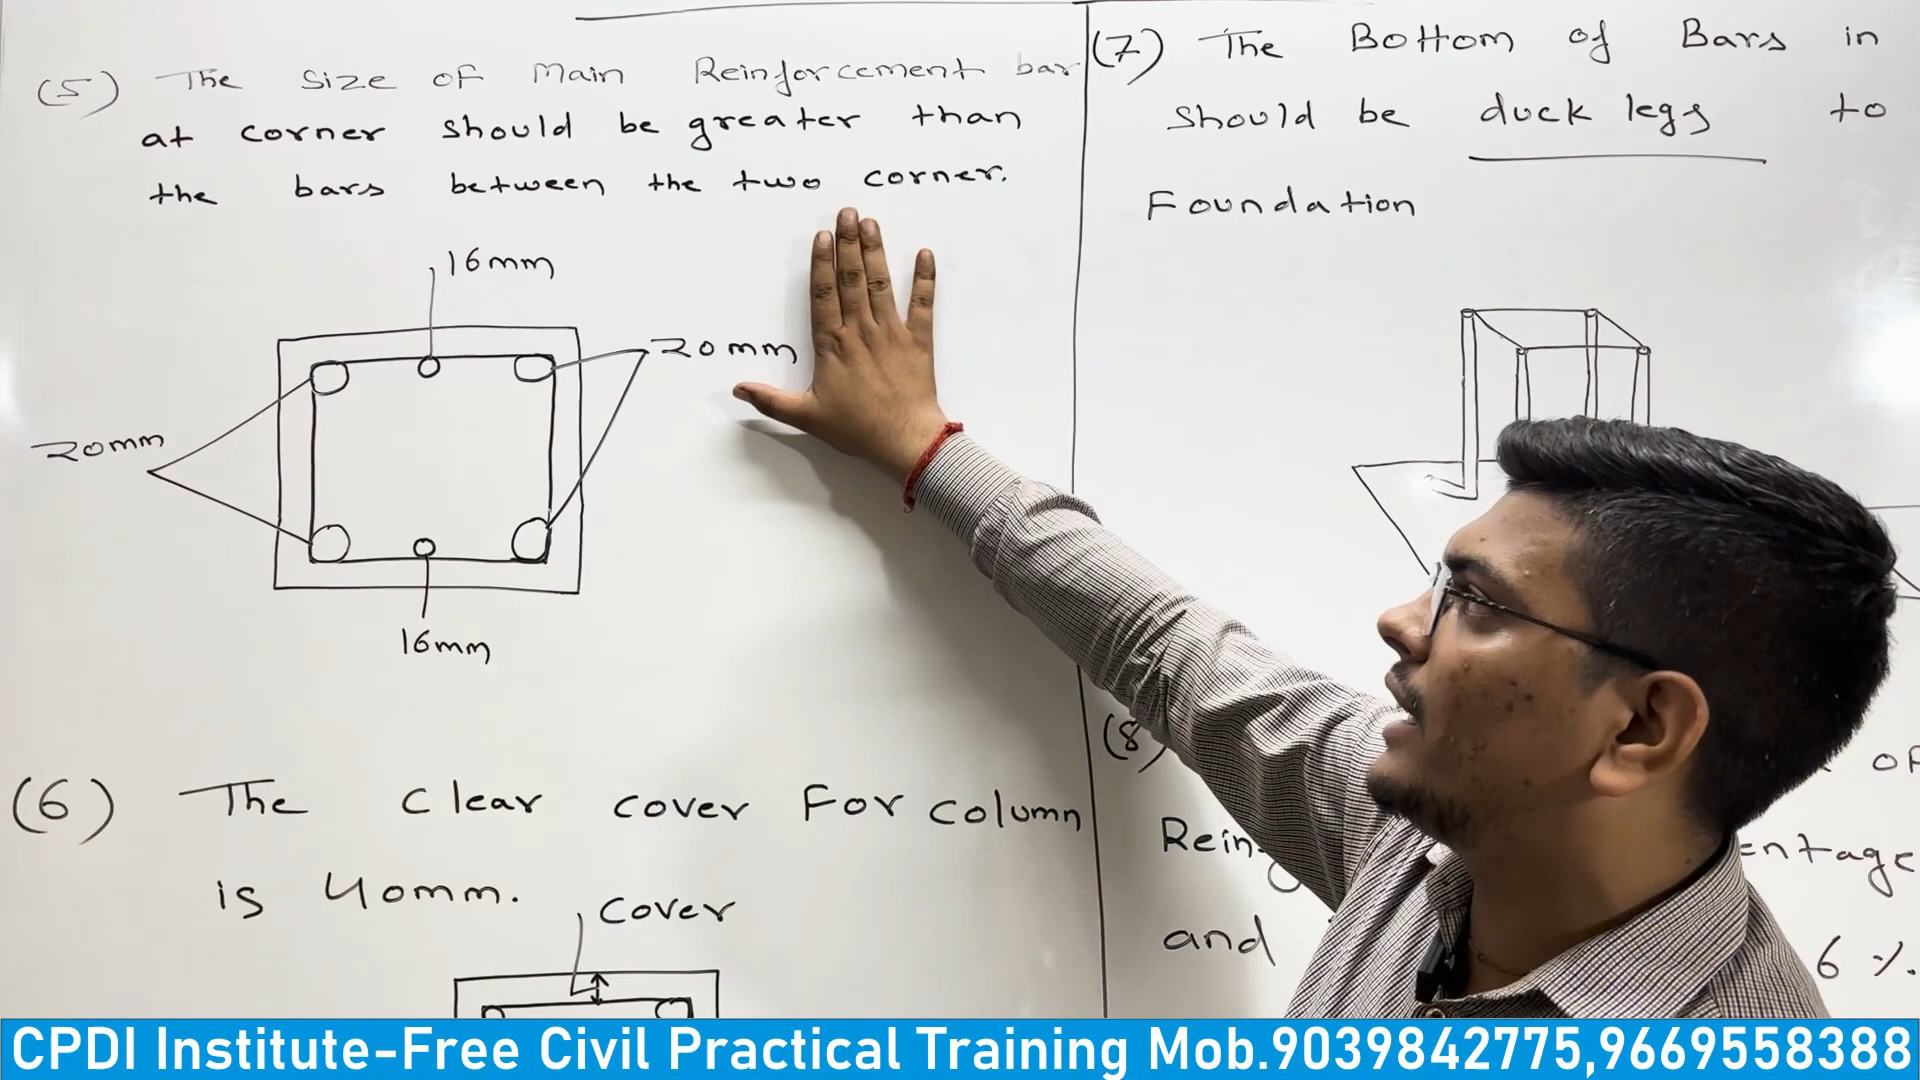 (5) The size of Main Reinforcement bar
at corner should be greater than
the bars between the two corner.
16mm
20mm
20mm
16mm
(6) The clear cover For column
is 40mm.
cover
(7) The Bottom of Bars in
should be duck legs to
Foundation
(8)
OF
and
6 %.
CPDI Institute-Free Civil Practical Training Mob.9039842775,9669558388